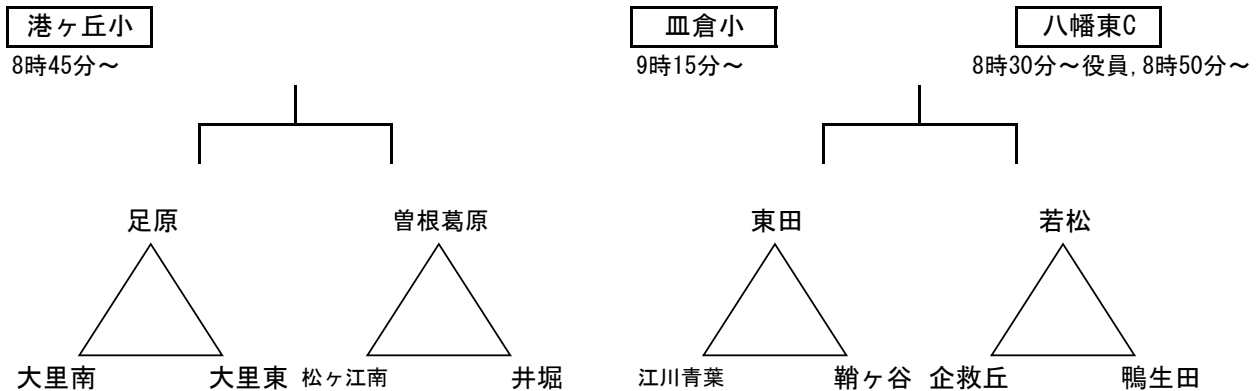 港ヶ丘小
皿倉小
八幡東C
8時45分～
9時15分～
8時30分～役員,8時50分～
足原
曽根葛原
東田
若松
大里南
大里東
松ヶ江南
井堀
江川青葉
鞘ヶ谷
企救丘
鴨生田